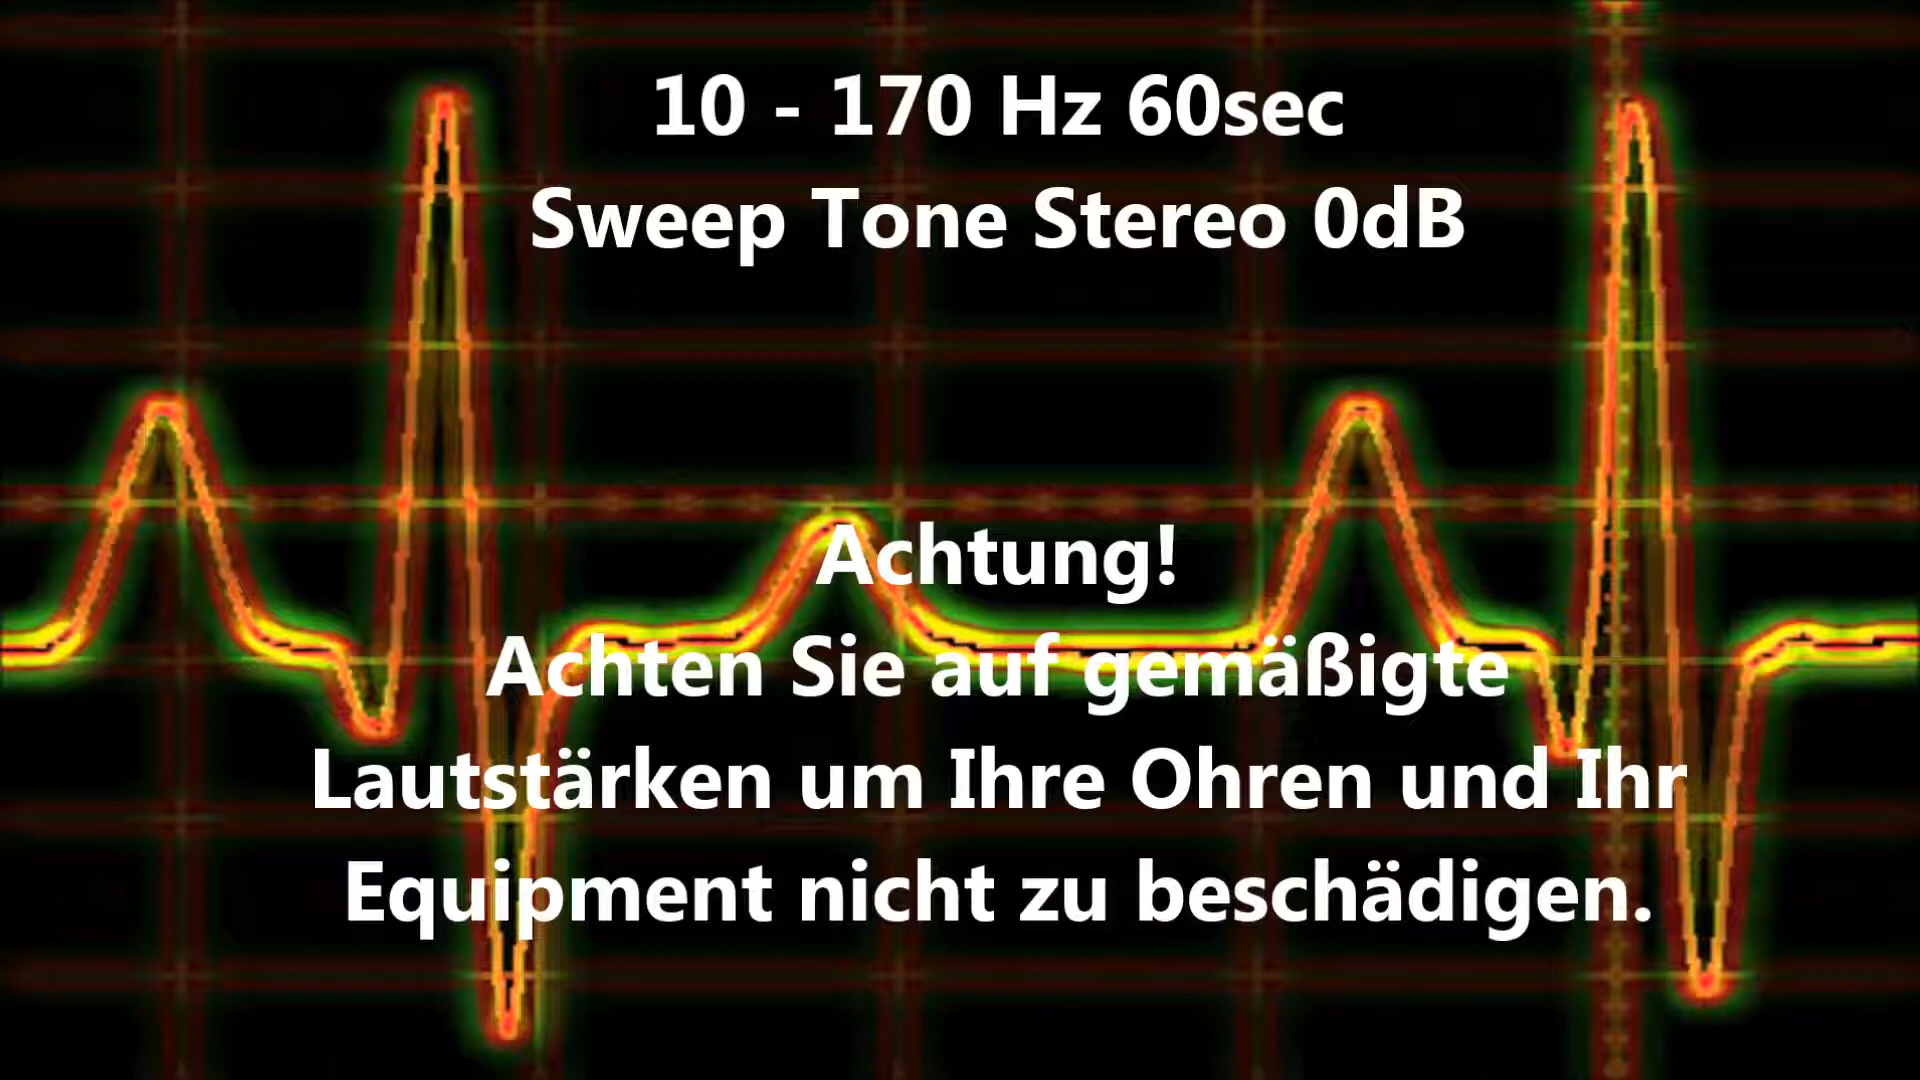 10 - 170 Hz 60sec
Sweep Tone Stereo 0dB
Achtung!
Achten Sie auf gemäßigte
Lautstärken um Ihre Ohren und Ihr
Equipment nicht zu beschädigen.